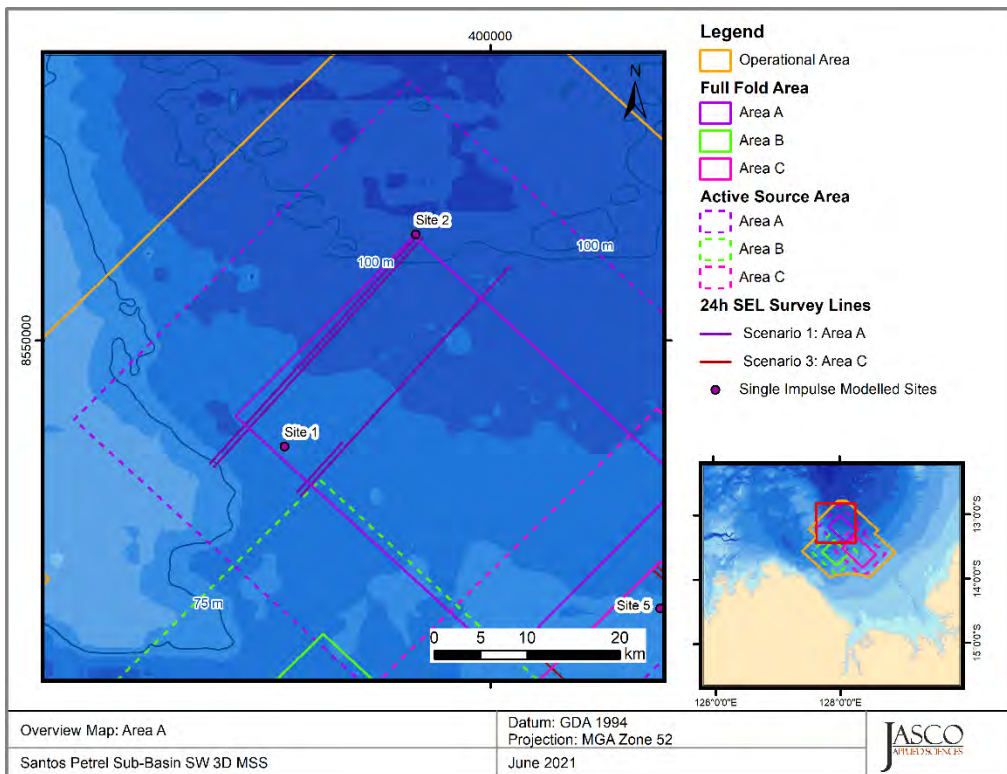 400000
8550000
N
Site 2
100 m
100 m
Site 1
75 m
Site 5
0 5 10 20
km
Legend
Operational Area
Full Fold Area
Area A
Area B
Area C
Active Source Area
Area A
Area B
Area C
24h SEL Survey Lines
Scenario 1: Area A
Scenario 3: Area C
Single Impulse Modelled Sites
13°0'0"S
14°0'0"S
15°0'0"S
126°0'0"E
128°0'0"E
Overview Map: Area A
Santos Petrel Sub-Basin SW 3D MSS
Datum: GDA 1994
Projection: MGA Zone 52
June 2021
JASCO
APPLIED SCIENCES